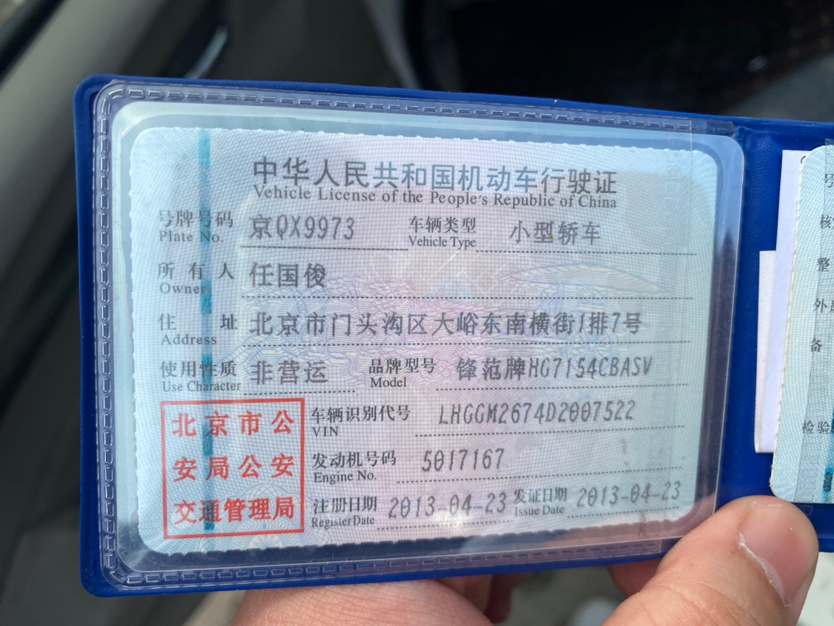 中华人民共和国机动车行驶证
Vehicle License of the People's Republic of China
号牌号码 京QX9973 车辆类型 小型轿车
Plate No. Vehicle Type
所有人 任国俊
Owner
住址 北京市门头沟区大峪东南横街1排7号
Address
使用性质 非营运 品牌型号 锋范牌HG7154CBASV
Use Character Model
北京市公
安局公安
交通管理局
车辆识别代号 LHGGM2674D2007522
VIN
发动机号码 5017167
Engine No.
注册日期 2013-04-23 发证日期 2013-04-23
Register Date Issue Date
号
核
整
外
备
检验